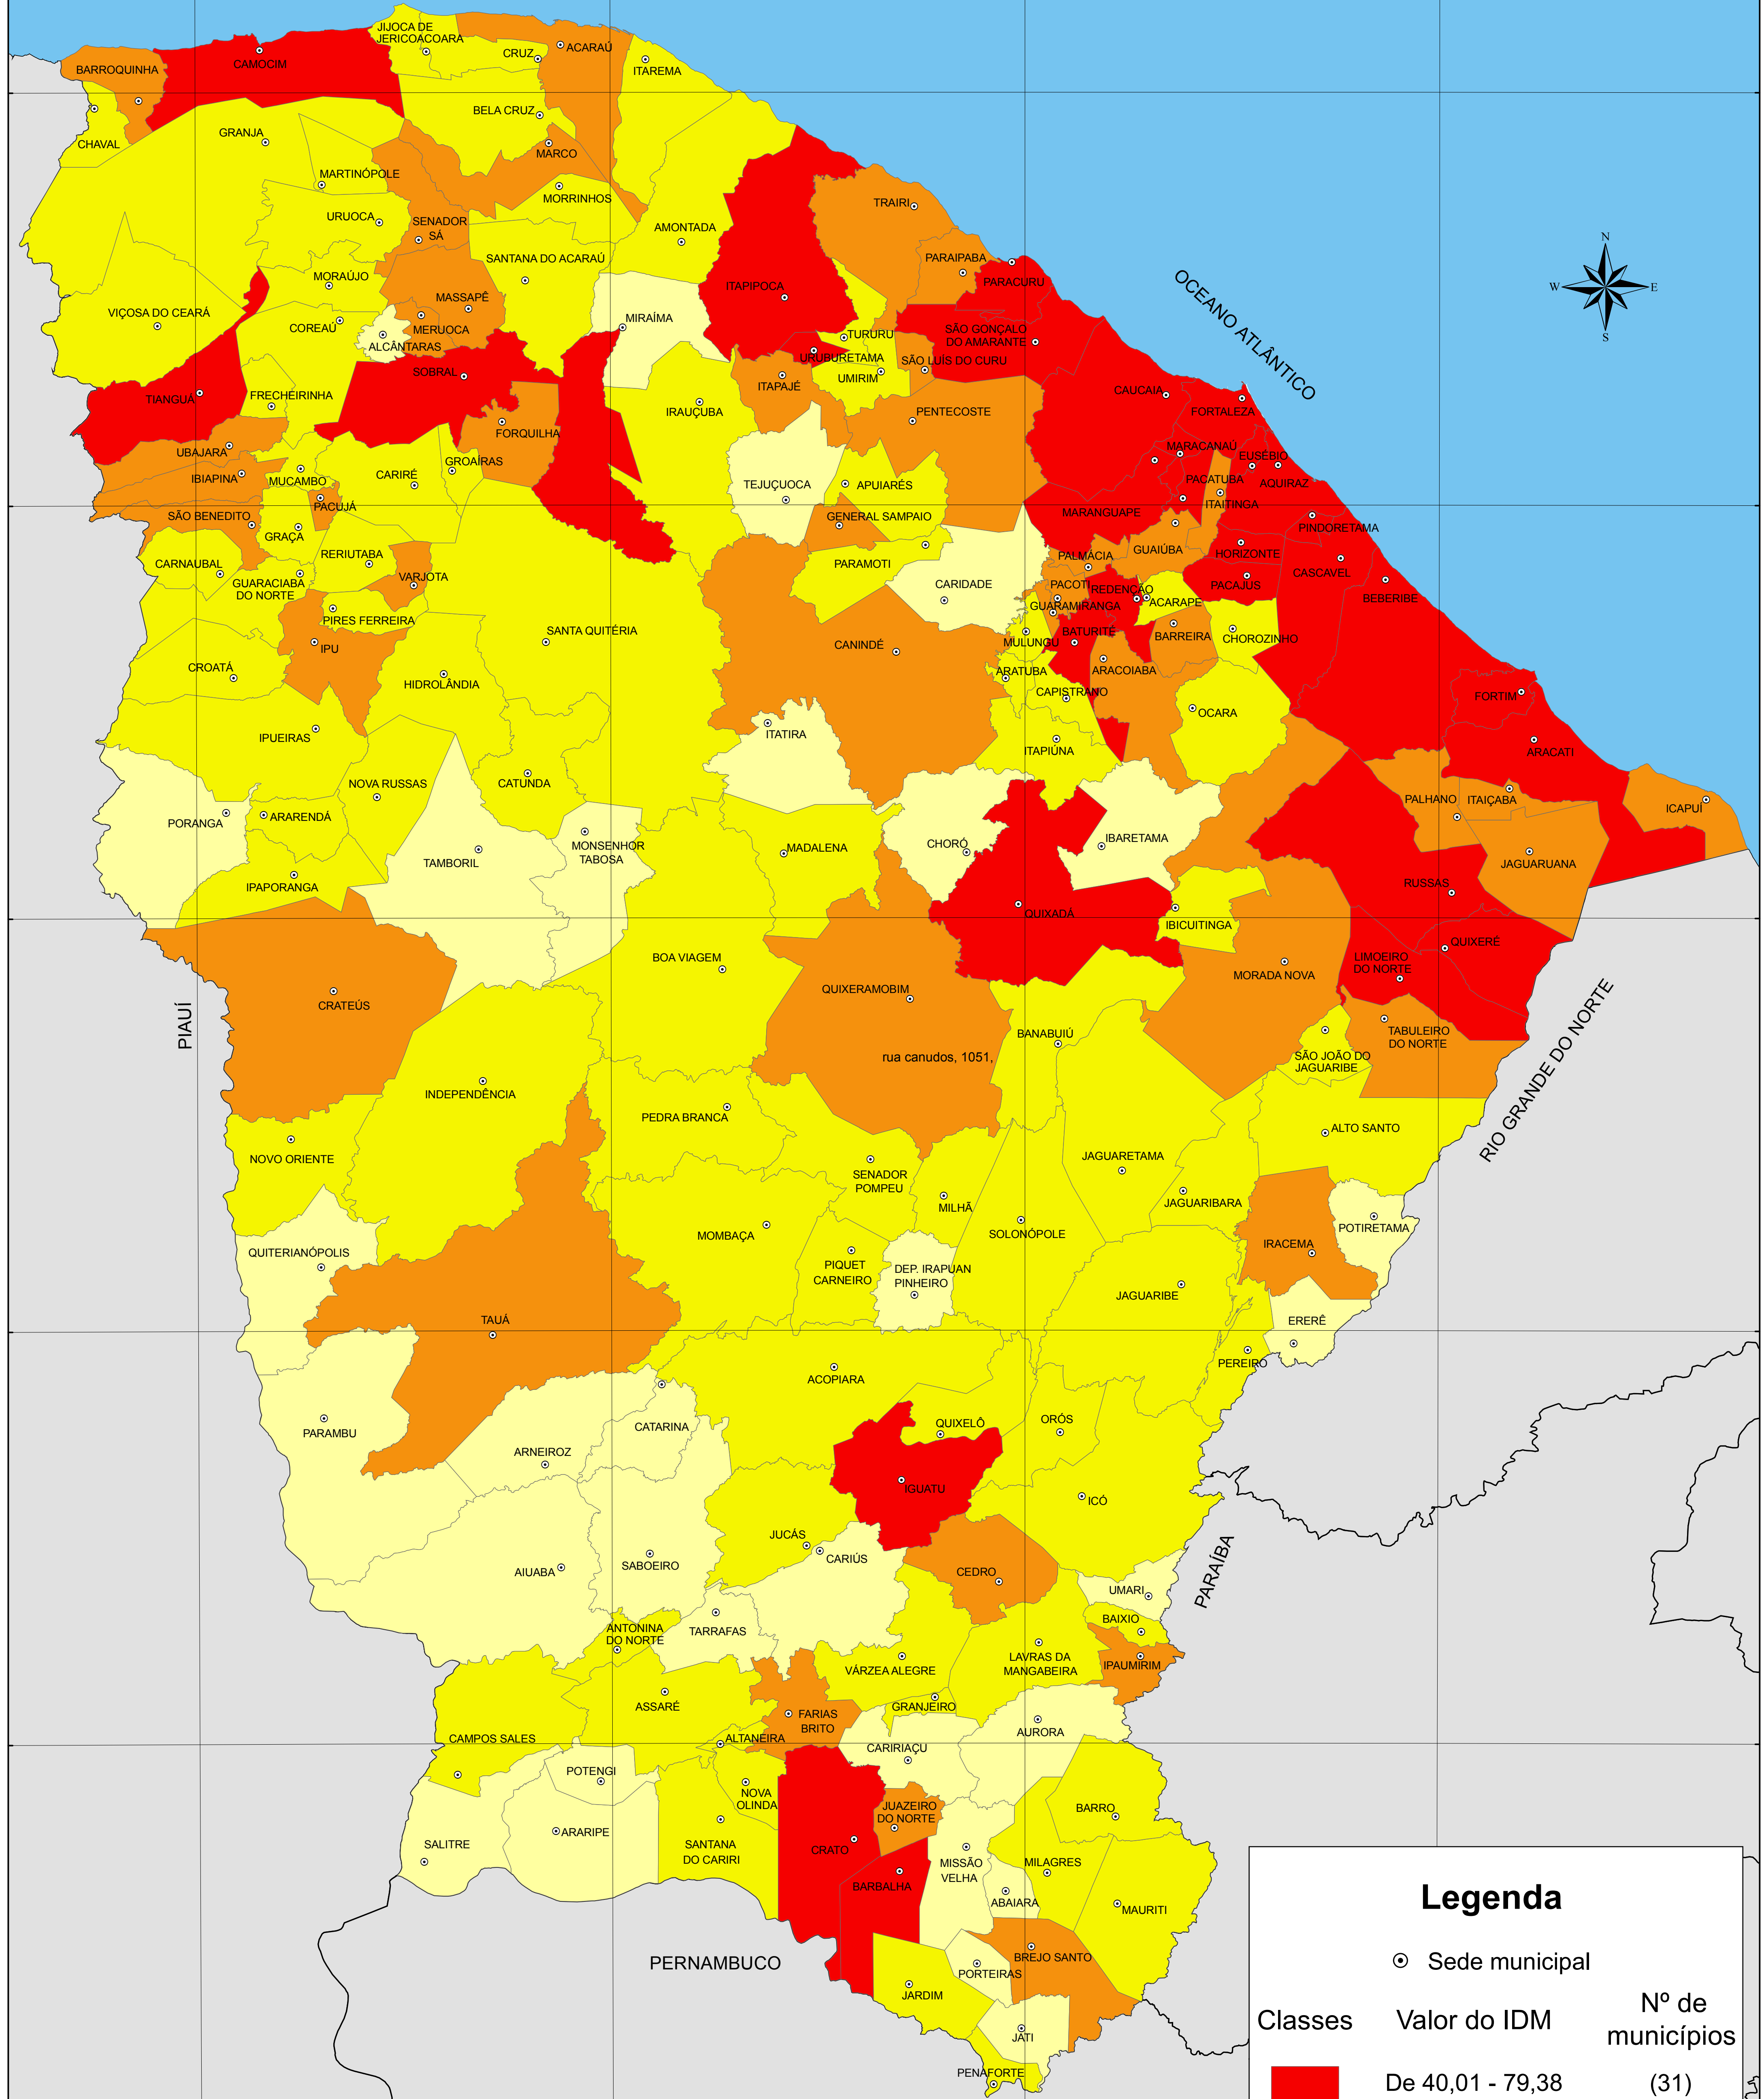 JIJOCA DE
JERICOACOARA
CRUZ
ACARAÚ
ITAREMA
BARROQUINHA
CAMOCIM
BELA CRUZ
CHAVAL
GRANJA
MARCO
MARTINÓPOLE
MORRINHOS
URUOCA
SENADOR
SÁ
AMONTADA
TRAIRI
N
W
E
S
SANTANA DO ACARAÚ
MORAÚJO
MASSAPÊ
ITAPIPOCA
PARAIPABA
PARACURU
OCEANO ATLÂNTICO
VIÇOSA DO CEARÁ
COREAÚ
MERUOCA
ALCÂNTARAS
MIRAÍMA
TURURU
URUBURETAMA
SÃO GONÇALO
DO AMARANTE
SÃO LUÍS DO CURU
UMIRIM
SOBRAL
TIANGUÁ
FRECHEIRINHA
ITAPAJÉ
IRAUÇUBA
CAUCAIA
FORTALEZA
PENTECOSTE
FORQUILHA
UBAJARA
MARACANAÚ
EUSÉBIO
IBIAPINA
MUCAMBO
CARIRÉ
GROAÍRAS
TEJUÇUOCA
APUIARÉS
PACATUBA
AQUIRAZ
ITAITINGA
PACUJÁ
SÃO BENEDITO
GENERAL SAMPAIO
MARANGUAPE
PINDORETAMA
GRAÇA
RERIUTABA
CARNAUBAL
GUARACIABA
DO NORTE
VARJOTA
PARAMOTI
CARIDADE
PALMÁCIA
GUAIÚBA
HORIZONTE
CASCAVEL
PACAJUS
BEBERIBE
PACOTI
REDENÇÃO
GUARAMIRANGA
ACARAPE
PIRES FERREIRA
IPU
SANTA QUITÉRIA
CANINDÉ
MULUNGU
BATURITÉ
BARREIRA
CHOROZINHO
CROATÁ
HIDROLÂNDIA
ARATUBA
ARACOIABA
CAPISTRANO
FORTIM
OCARA
IPUEIRAS
ITATIRA
ITAPIÚNA
ARACATI
NOVA RUSSAS
CATUNDA
PALHANO
ITAIÇABA
ICAPUÍ
PORANGA
ARARENDÁ
TAMBORIL
MONSENHOR
TABOSA
MADALENA
CHORÓ
IBARETAMA
JAGUARUANA
IPAPORANGA
RUSSAS
QUIXADÁ
IBICUITINGA
QUIXERÉ
BOA VIAGEM
LIMOEIRO
DO NORTE
MORADA NOVA
CRATEÚS
QUIXERAMOBIM
PIAUÍ
BANABUIÚ
TABULEIRO
DO NORTE
rua canudos, 1051,
SÃO JOÃO DO
JAGUARIBE
RIO GRANDE DO NORTE
INDEPENDÊNCIA
PEDRA BRANCA
ALTO SANTO
NOVO ORIENTE
SENADOR
POMPEU
JAGUARETAMA
JAGUARIBARA
MILHÃ
POTIRETAMA
MOMBAÇA
SOLONÓPOLE
IRACEMA
QUITERIANÓPOLIS
PIQUET
CARNEIRO
DEP. IRAPUAN
PINHEIRO
JAGUARIBE
TAUÁ
ERERÊ
PEREIRO
ACOPIARA
PARAMBU
CATARINA
QUIXELÔ
ORÓS
ARNEIROZ
IGUATU
ICÓ
JUCÁS
CARIÚS
AIUABA
SABOEIRO
CEDRO
UMARI
PARAÍBA
BAIXIO
ANTONINA
DO NORTE
TARRAFAS
LAVRAS DA
MANGABEIRA
IPAUMIRIM
VÁRZEA ALEGRE
ASSARÉ
GRANJEIRO
FARIAS
BRITO
AURORA
CAMPOS SALES
ALTANEIRA
CARIRIAÇU
POTENGI
NOVA
OLINDA
JUAZEIRO
DO NORTE
BARRO
SALITRE
ARARIPE
SANTANA
DO CARIRI
CRATO
MISSÃO
VELHA
MILAGRES
BARBALHA
ABAIARA
MAURITI
BREJO SANTO
PERNAMBUCO
PORTEIRAS
JARDIM
JATI
PENAFORTE
Legenda
Sede municipal
Classes
Valor do IDM
Nº de
municípios
De 40,01 - 79,38
(31)